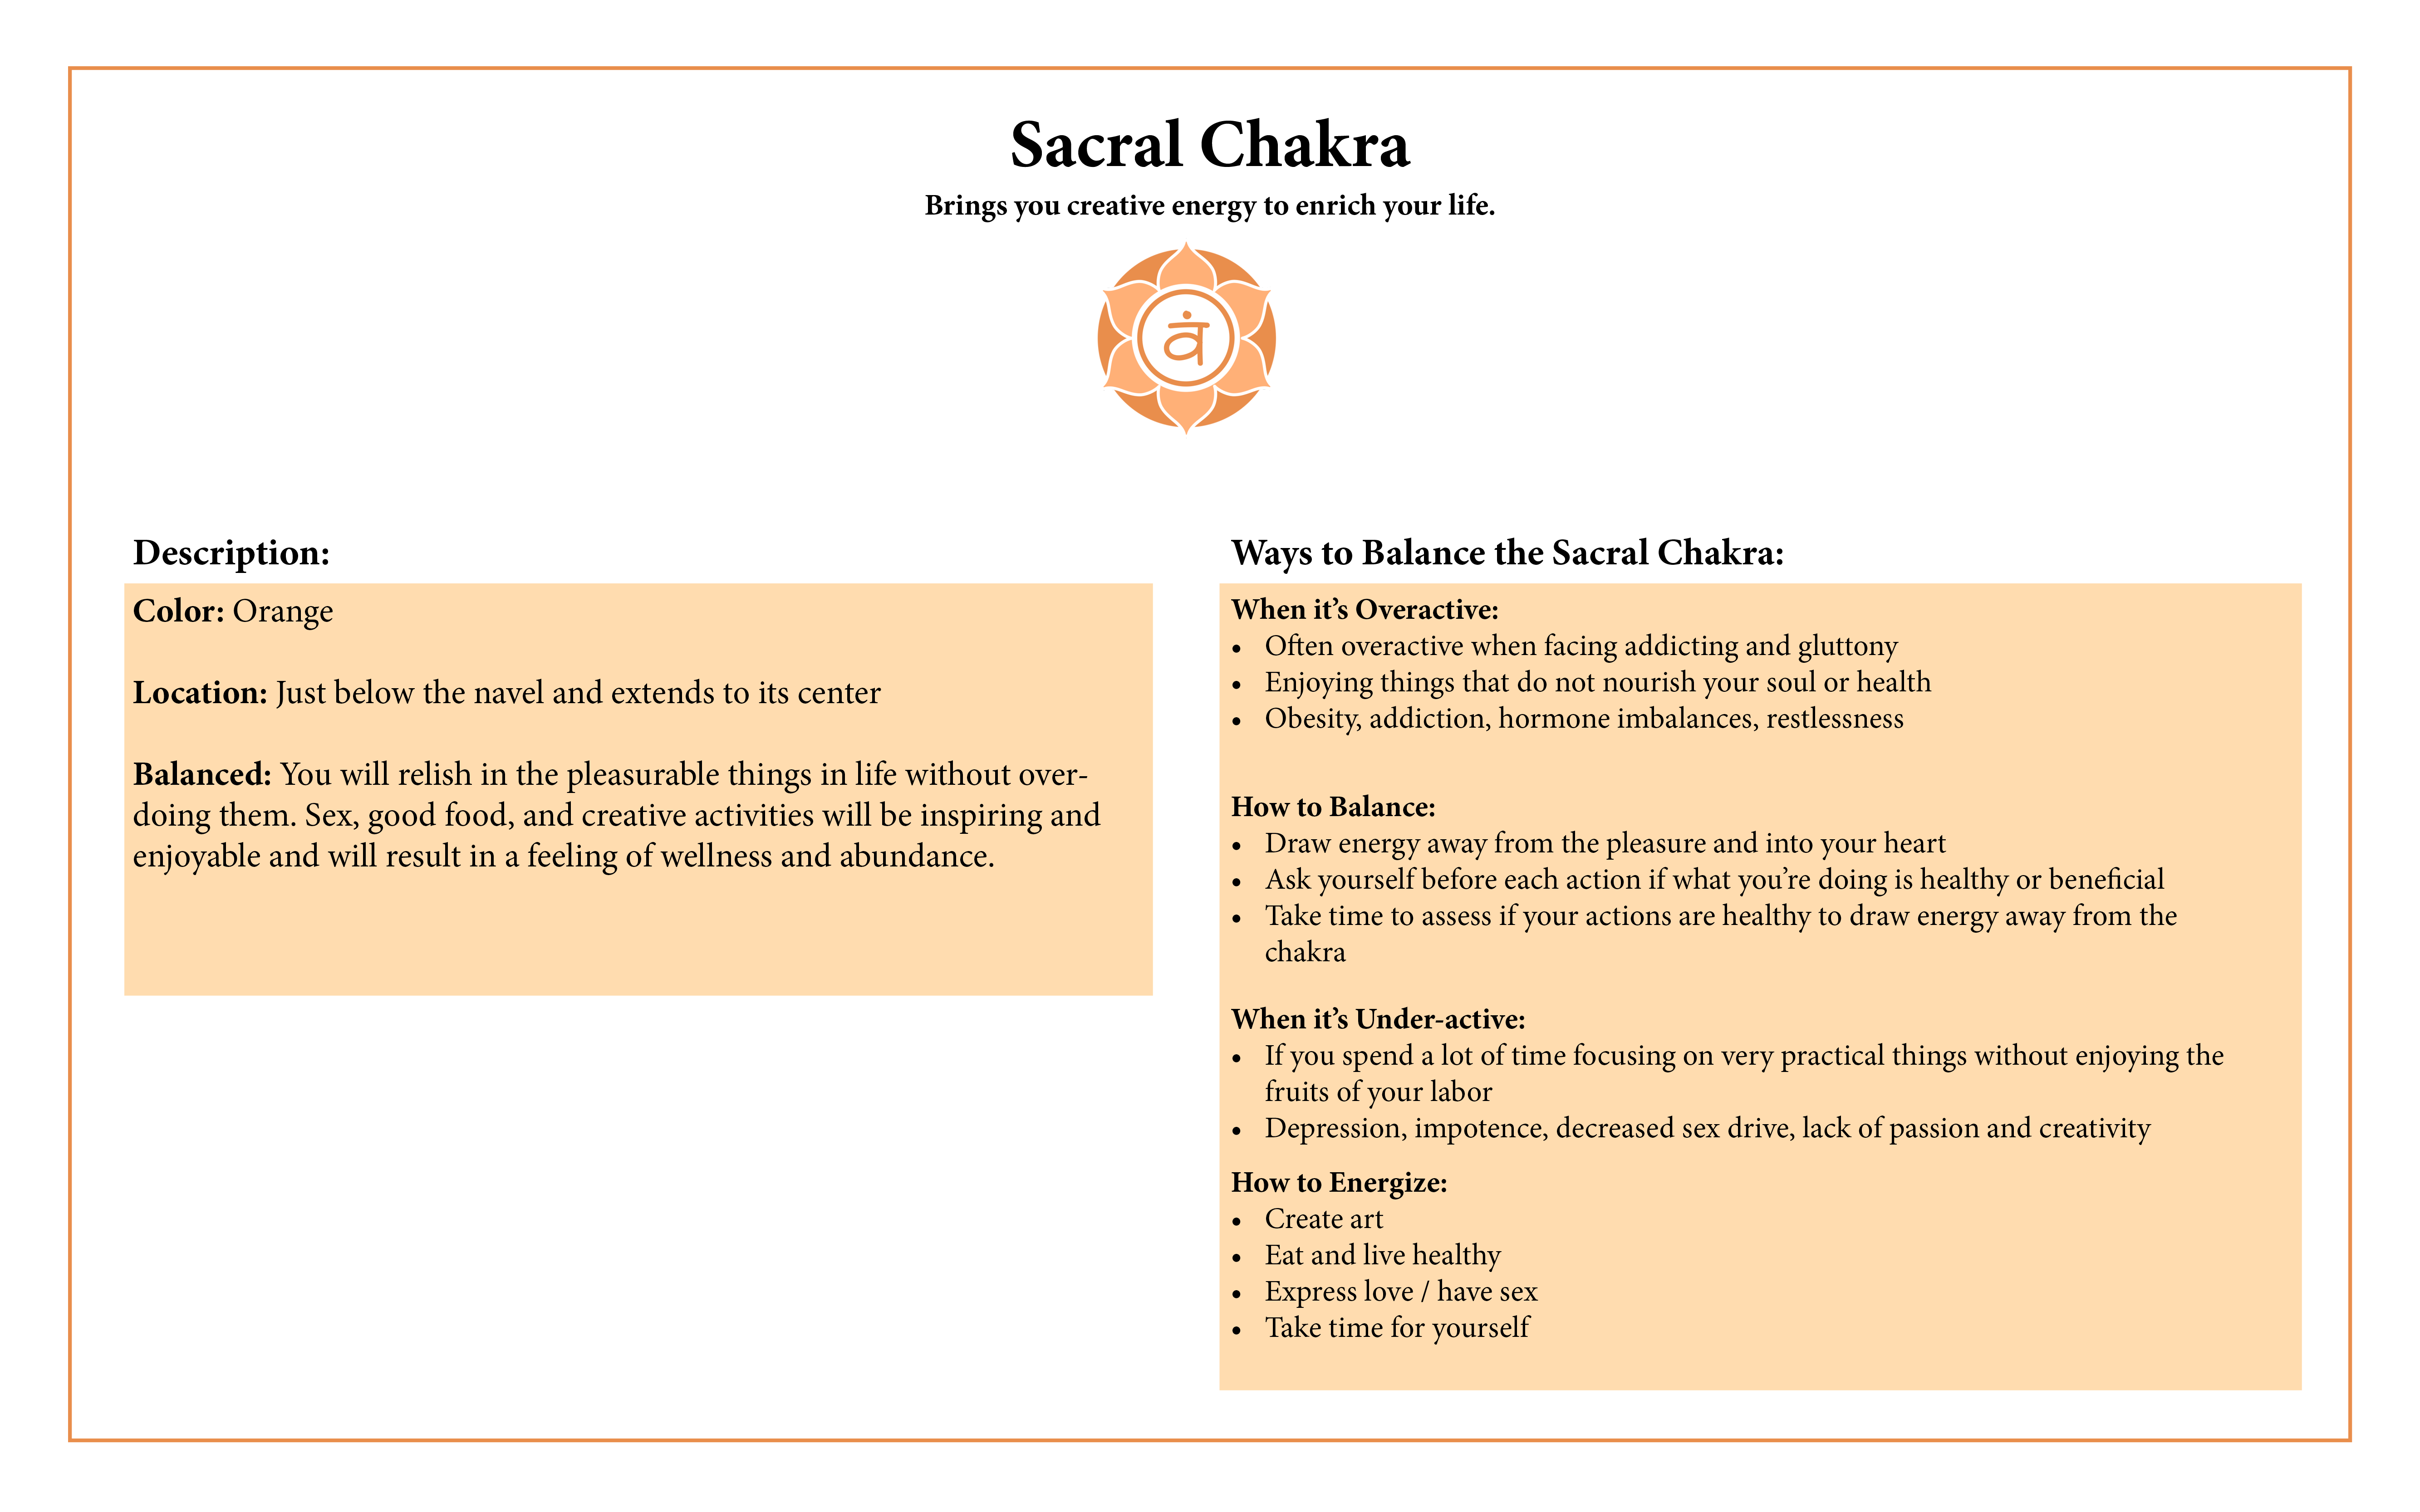 Sacral Chakra
Brings you creative energy to enrich your life.
वं
Description:
Color: Orange
Location: Just below the navel and extends to its center
Balanced: You will relish in the pleasurable things in life without over-
doing them. Sex, good food, and creative activities will be inspiring and
enjoyable and will result in a feeling of wellness and abundance.
Ways to Balance the Sacral Chakra:
When it’s Overactive:
• Often overactive when facing addicting and gluttony
• Enjoying things that do not nourish your soul or health
• Obesity, addiction, hormone imbalances, restlessness
How to Balance:
• Draw energy away from the pleasure and into your heart
• Ask yourself before each action if what you’re doing is healthy or beneficial
• Take time to assess if your actions are healthy to draw energy away from the
chakra
When it’s Under-active:
• If you spend a lot of time focusing on very practical things without enjoying the
fruits of your labor
• Depression, impotence, decreased sex drive, lack of passion and creativity
How to Energize:
• Create art
• Eat and live healthy
• Express love / have sex
• Take time for yourself